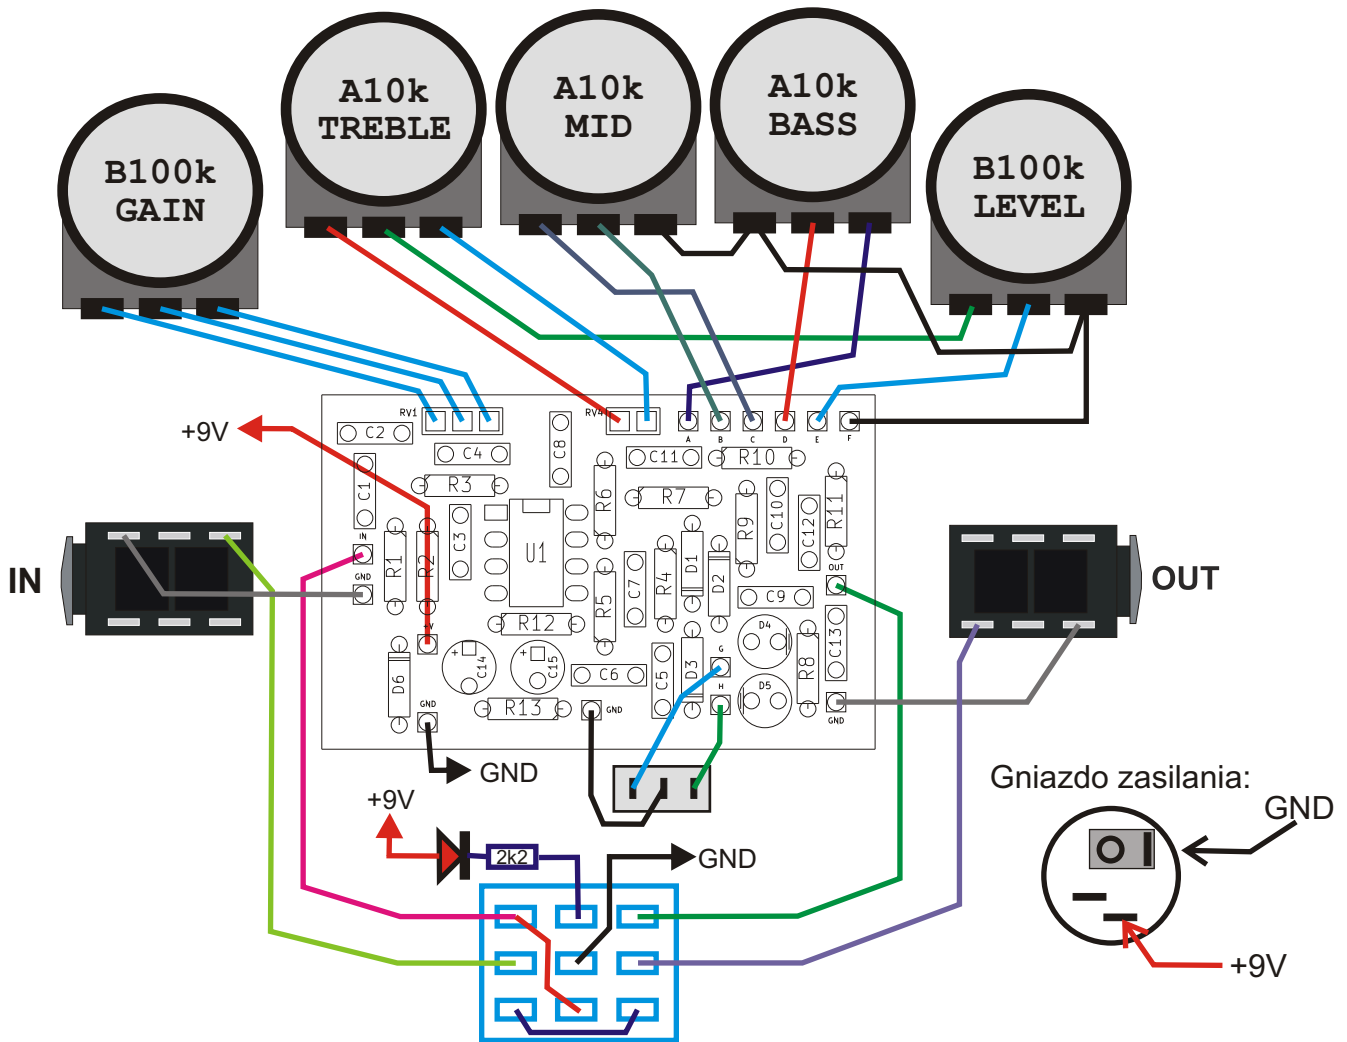 A10k
TREBLE
A10k
MID
A10k
BASS
B100k
GAIN
B100k
LEVEL
RV1
RV4
A
B
C
D
E
F
+9V
C2
C4
C8
C11
R10
C1
R3
R6
R7
R9
C10
C12
R11
IN
R1
R2
C3
U1
D1
D2
OUT
GND
C7
R4
R5
C9
IN
OUT
+V
R12
D4
C13
G
D6
C14
C15
C6
C5
D3
R8
H
D5
R13
GND
GND
GND
GND
+9V
2k2
GND
Gniazdo zasilania:
GND
+9V